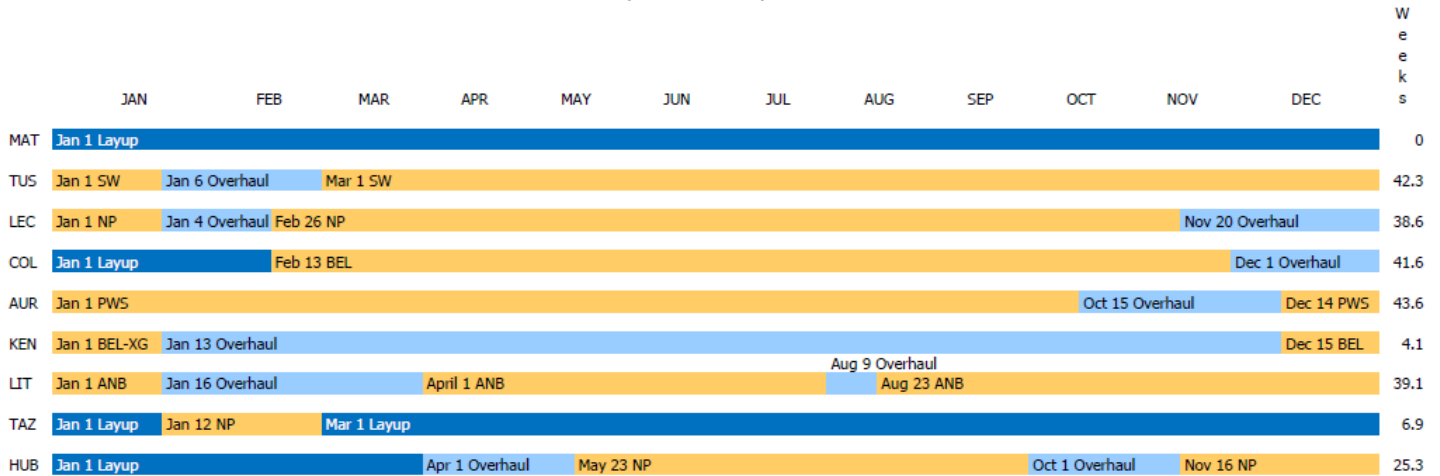 W
e
e
k
s
JAN FEB MAR APR MAY JUN JUL AUG SEP OCT NOV DEC
MAT Jan 1 Layup 0
TUS Jan 1 SW Jan 6 Overhaul Mar 1 SW 42.3
LEC Jan 1 NP Jan 4 Overhaul Feb 26 NP Nov 20 Overhaul 38.6
COL Jan 1 Layup Feb 13 BEL Dec 1 Overhaul 41.6
AUR Jan 1 PWS Oct 15 Overhaul Dec 14 PWS 43.6
KEN Jan 1 BEL-XG Jan 13 Overhaul Dec 15 BEL 4.1
Aug 9 Overhaul
LIT Jan 1 ANB Jan 16 Overhaul April 1 ANB Aug 23 ANB 39.1
TAZ Jan 1 Layup Jan 12 NP Mar 1 Layup 6.9
HUB Jan 1 Layup Apr 1 Overhaul May 23 NP Oct 1 Overhaul Nov 16 NP 25.3